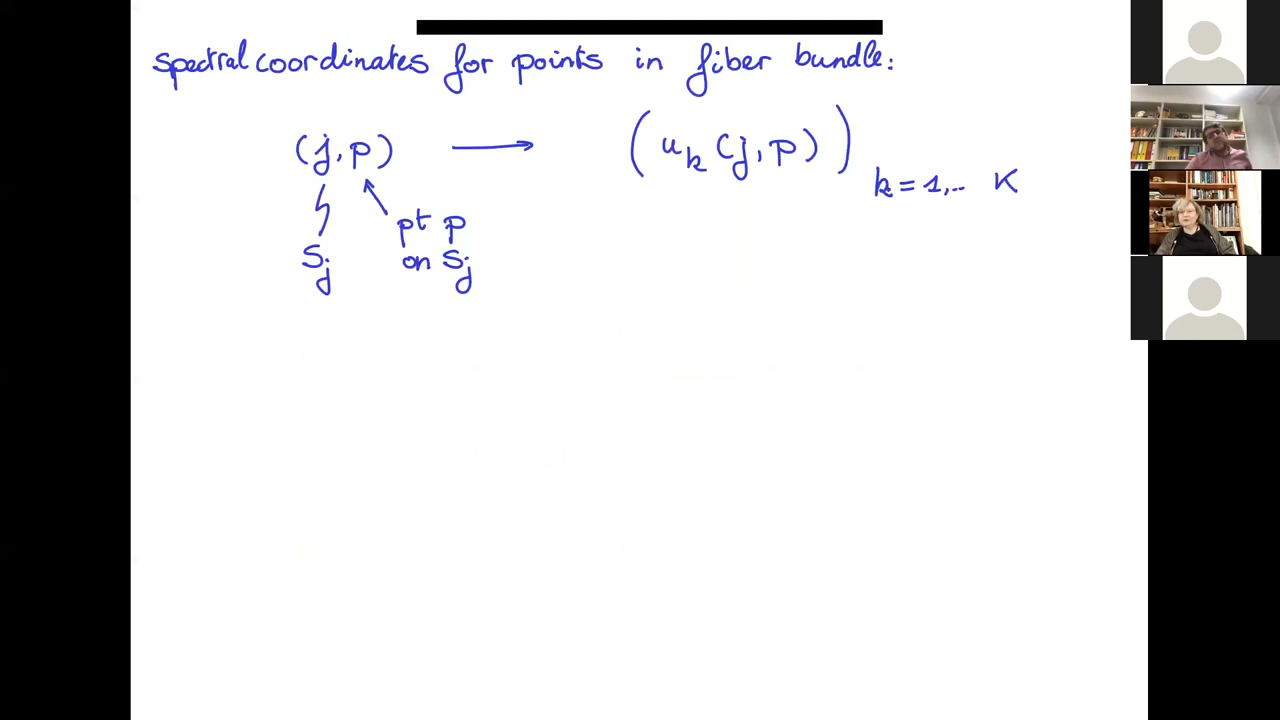 spectral coordinates for points in fiber bundle:
(j, p) ⟶ (u_k (j, p))_{k = 1,.. K}
S_j
pt p
on S_j